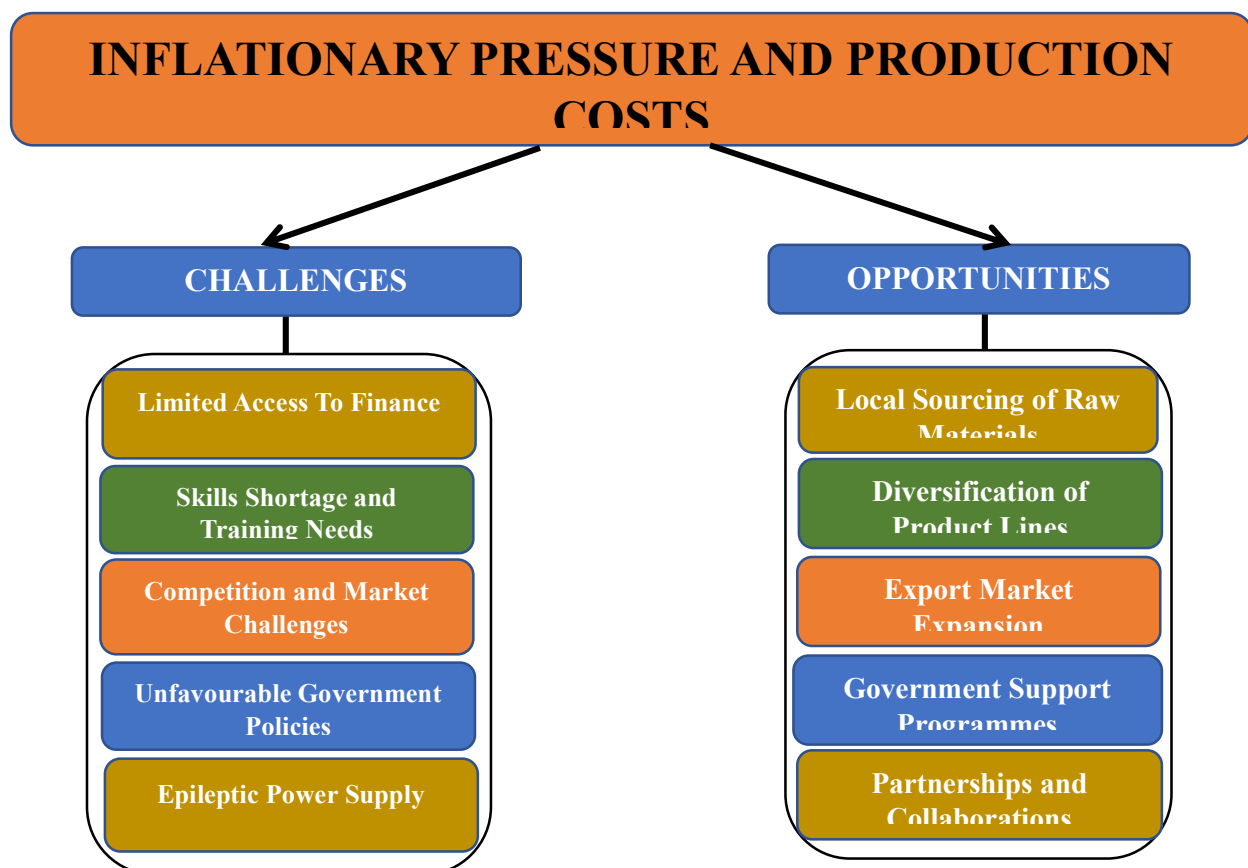 INFLATIONARY PRESSURE AND PRODUCTION
COSTS
CHALLENGES
Limited Access To Finance
Skills Shortage and
Training Needs
Competition and Market
Challenges
Unfavourable Government
Policies
Epileptic Power Supply
OPPORTUNITIES
Local Sourcing of Raw
Materials
Diversification of
Product Lines
Export Market
Expansion
Government Support
Programmes
Partnerships and
Collaborations